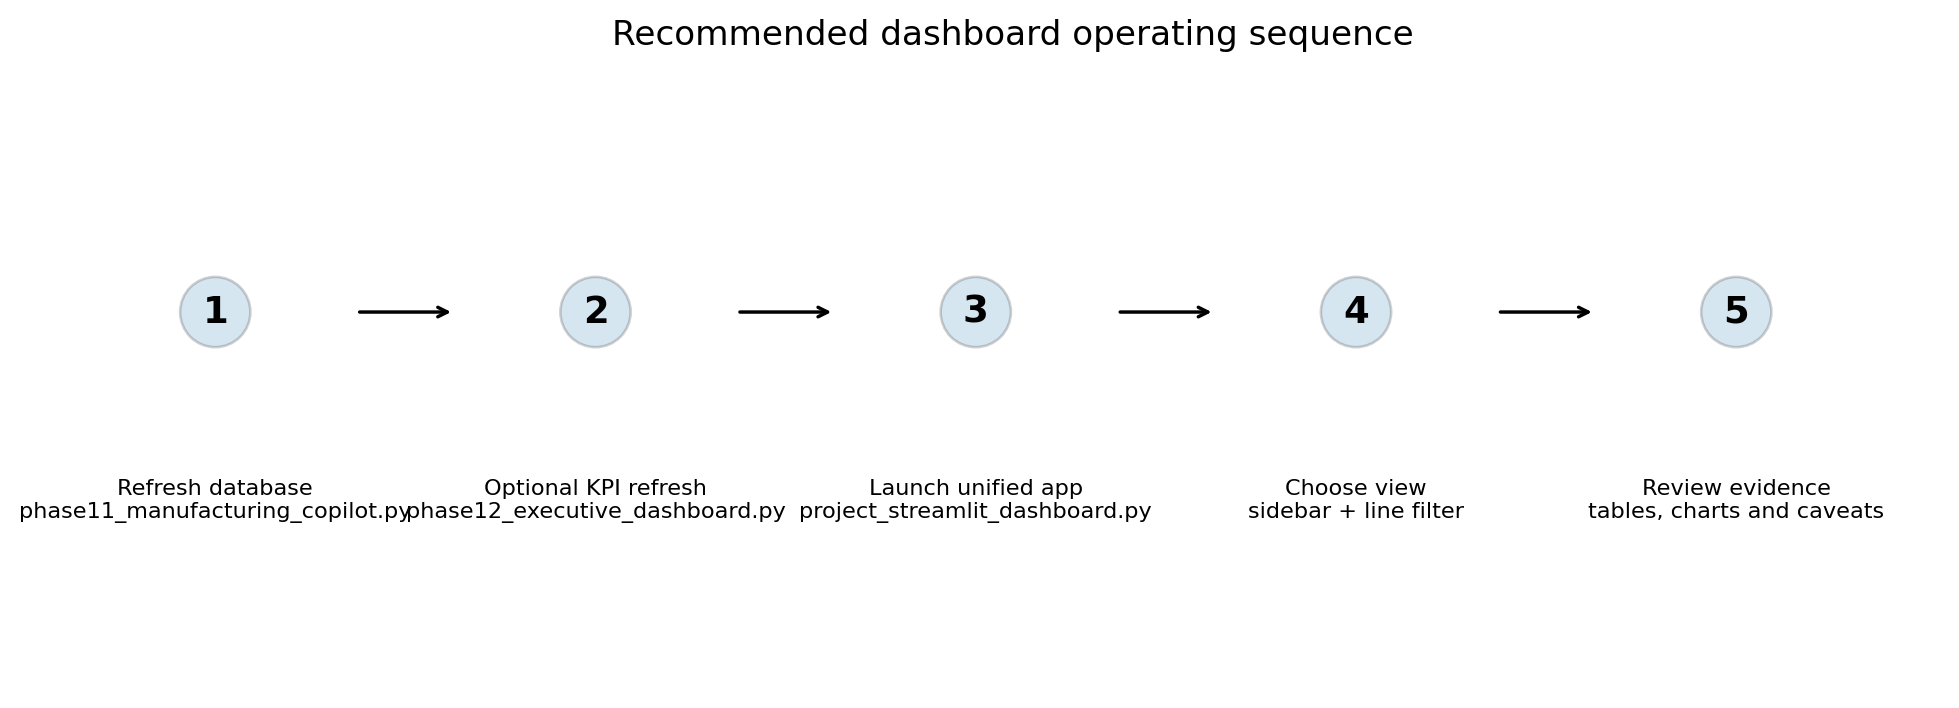 Recommended dashboard operating sequence
1
2
3
4
5
Refresh database
phase11_manufacturing_copilot.py
Optional KPI refresh
phase12_executive_dashboard.py
Launch unified app
project_streamlit_dashboard.py
Choose view
sidebar + line filter
Review evidence
tables, charts and caveats